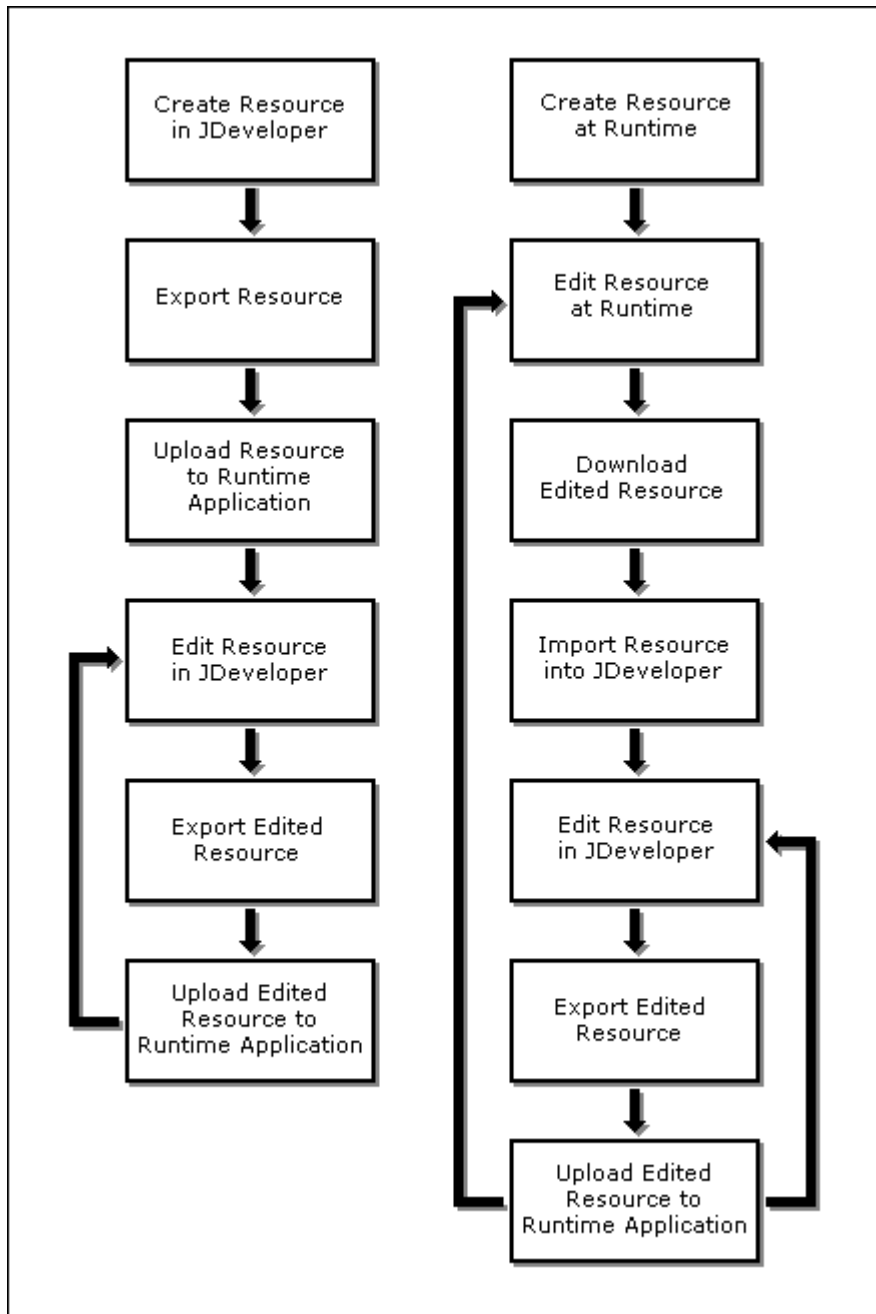 Create Resource
in JDeveloper
Export Resource
Upload Resource
to Runtime
Application
Edit Resource
in JDeveloper
Export Edited
Resource
Upload Edited
Resource to
Runtime Application
Create Resource
at Runtime
Edit Resource
at Runtime
Download
Edited Resource
Import Resource
into JDeveloper
Edit Resource
in JDeveloper
Export Edited
Resource
Upload Edited
Resource to
Runtime Application